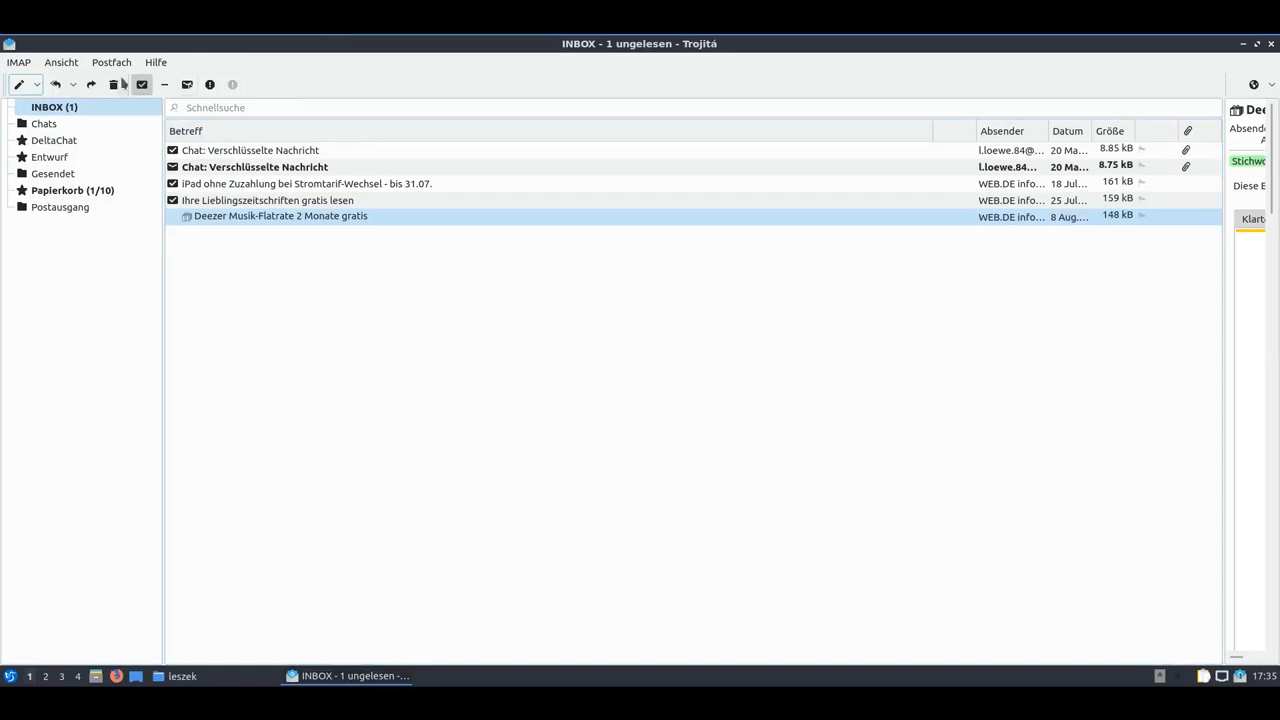 INBOX - 1 ungelesen - Trojitá
IMAP Ansicht Postfach Hilfe
INBOX (1)
Chats
DeltaChat
Entwurf
Gesendet
Papierkorb (1/10)
Postausgang
Schnellsuche
Betreff Absender Datum Größe
Chat: Verschlüsselte Nachricht l.loewe.84@... 20 Ma... 8.85 kB
Chat: Verschlüsselte Nachricht l.loewe.84... 20 Ma... 8.75 kB
iPad ohne Zuzahlung bei Stromtarif-Wechsel - bis 31.07. WEB.DE info... 18 Jul... 161 kB
Ihre Lieblingszeitschriften gratis lesen WEB.DE info... 25 Jul... 159 kB
Deezer Musik-Flatrate 2 Monate gratis WEB.DE info... 8 Aug.... 148 kB
Dee
Absend
A
Stichwo
Diese E
Klart
1 2 3 4 leszek INBOX - 1 ungelesen -... 17:35